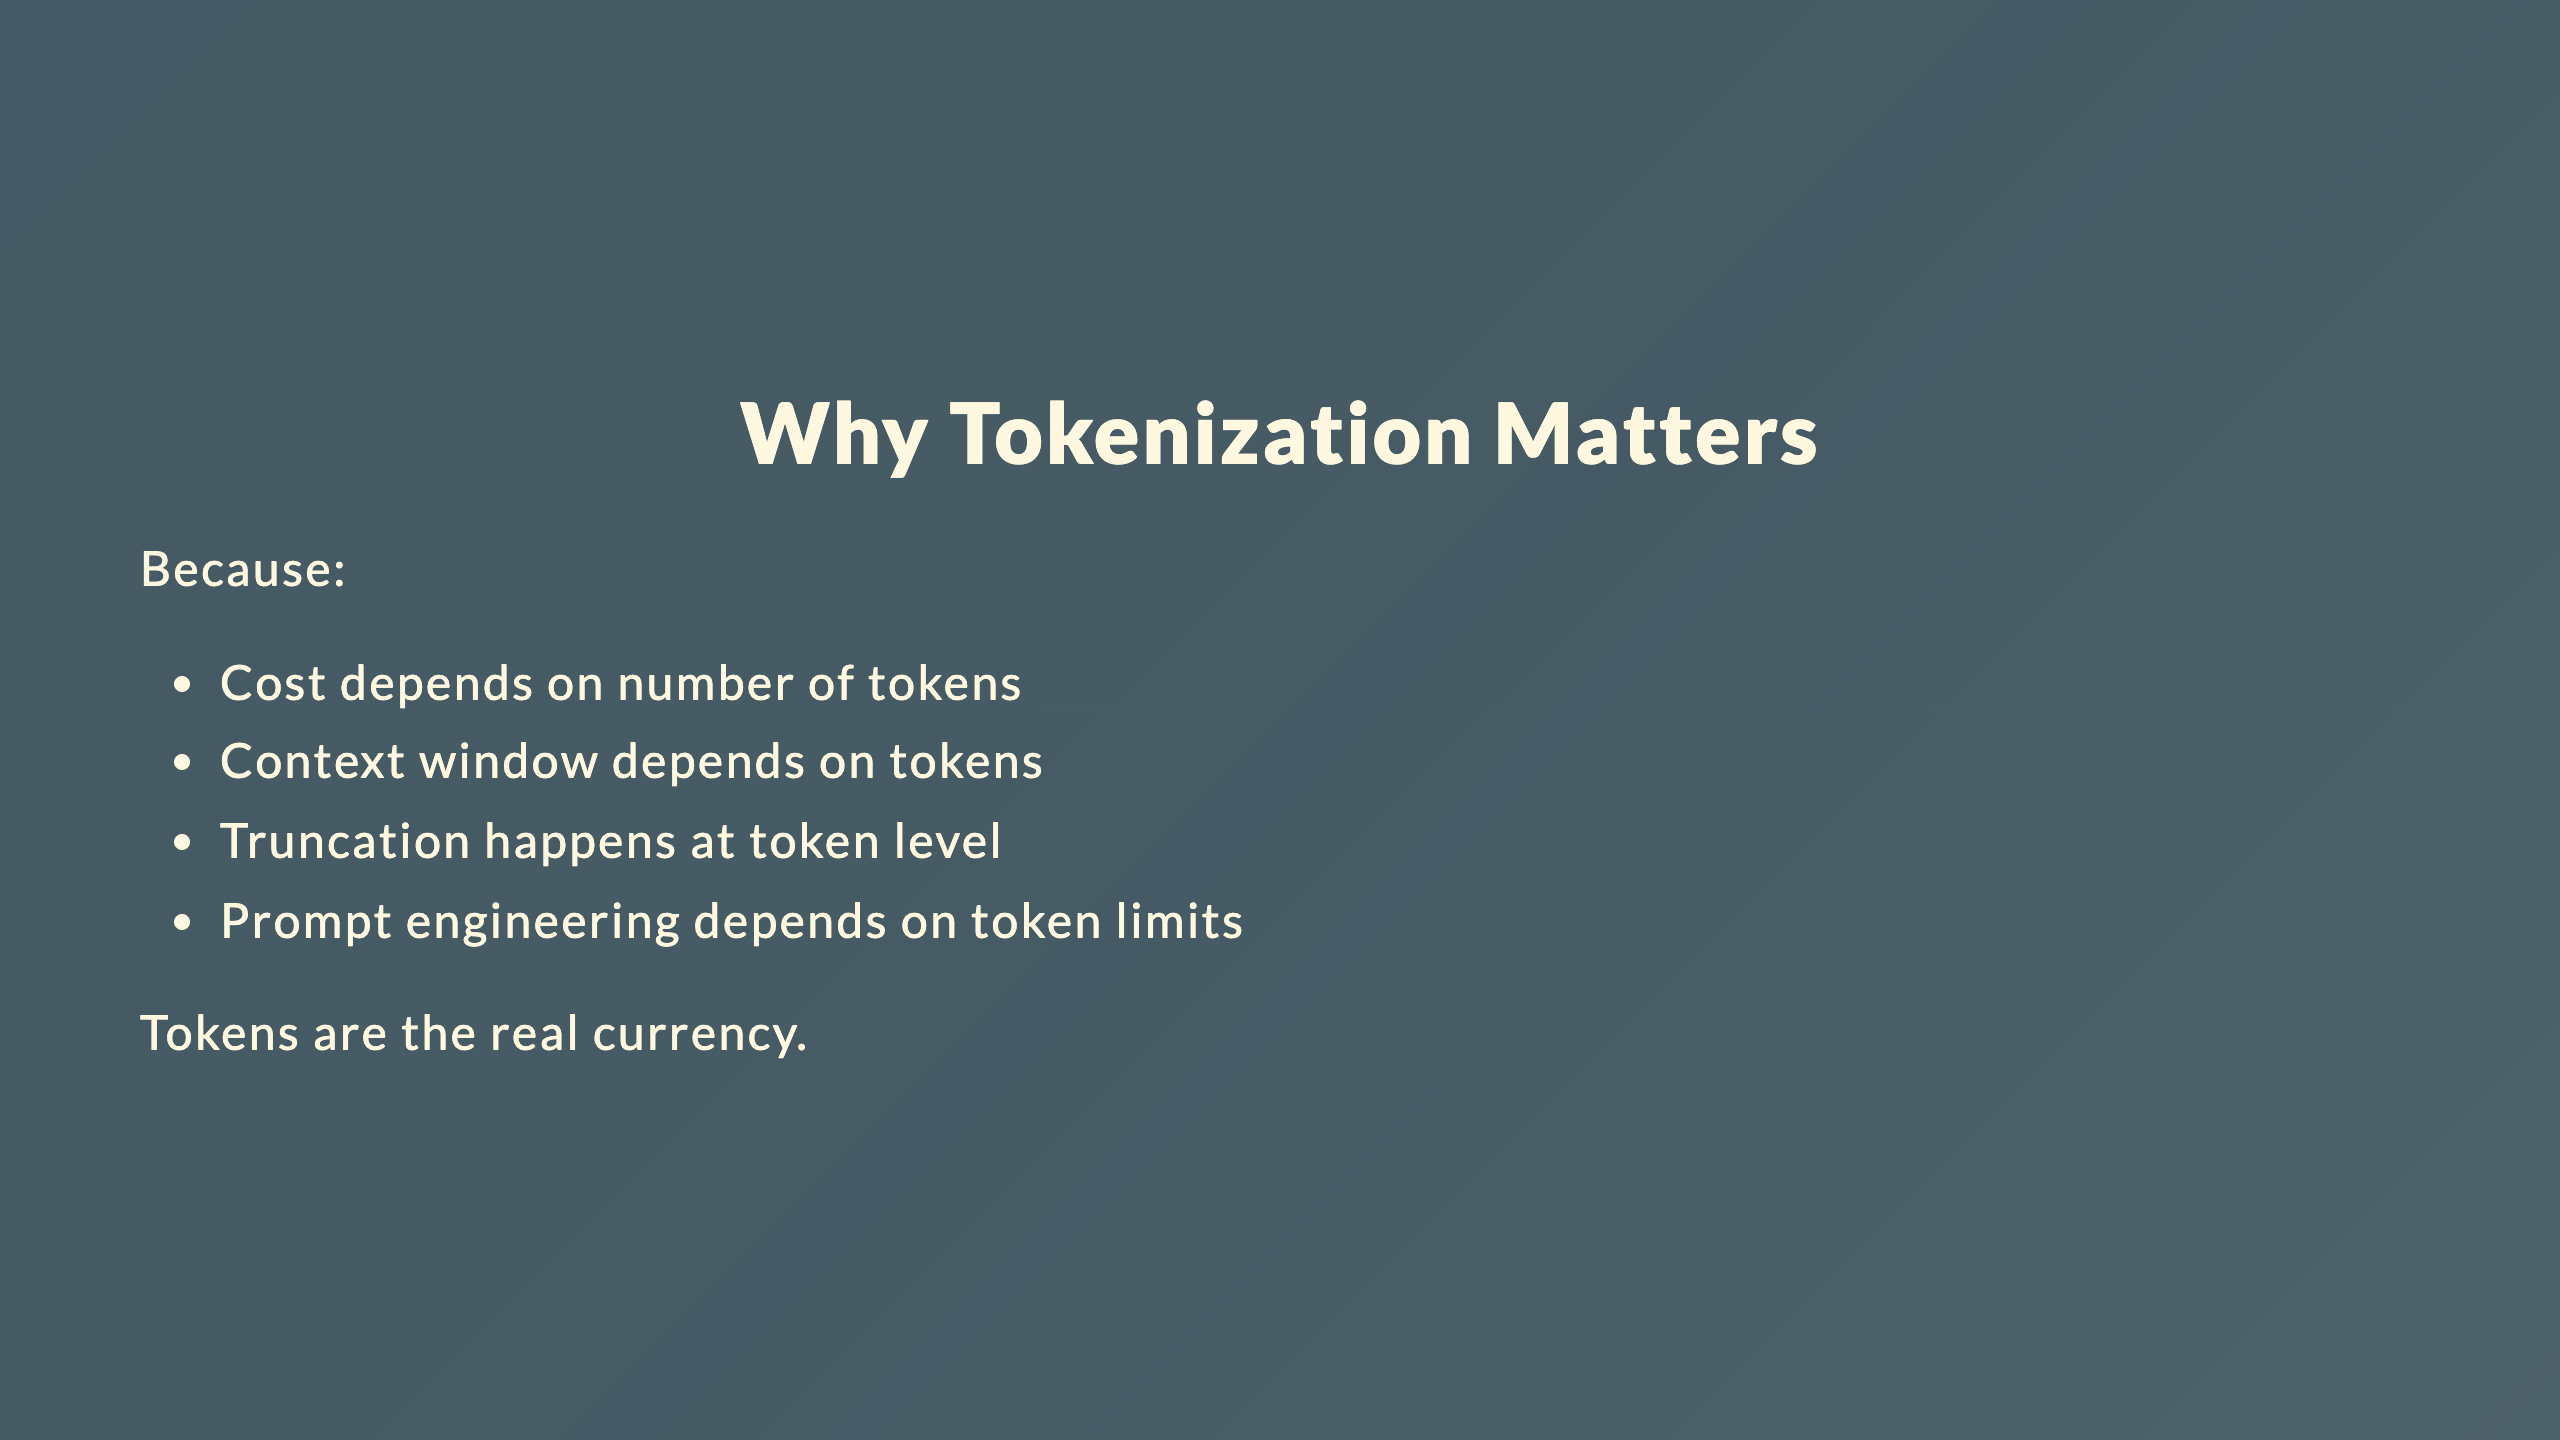 Why Tokenization Matters
Because:
• Cost depends on number of tokens
• Context window depends on tokens
• Truncation happens at token level
• Prompt engineering depends on token limits
Tokens are the real currency.